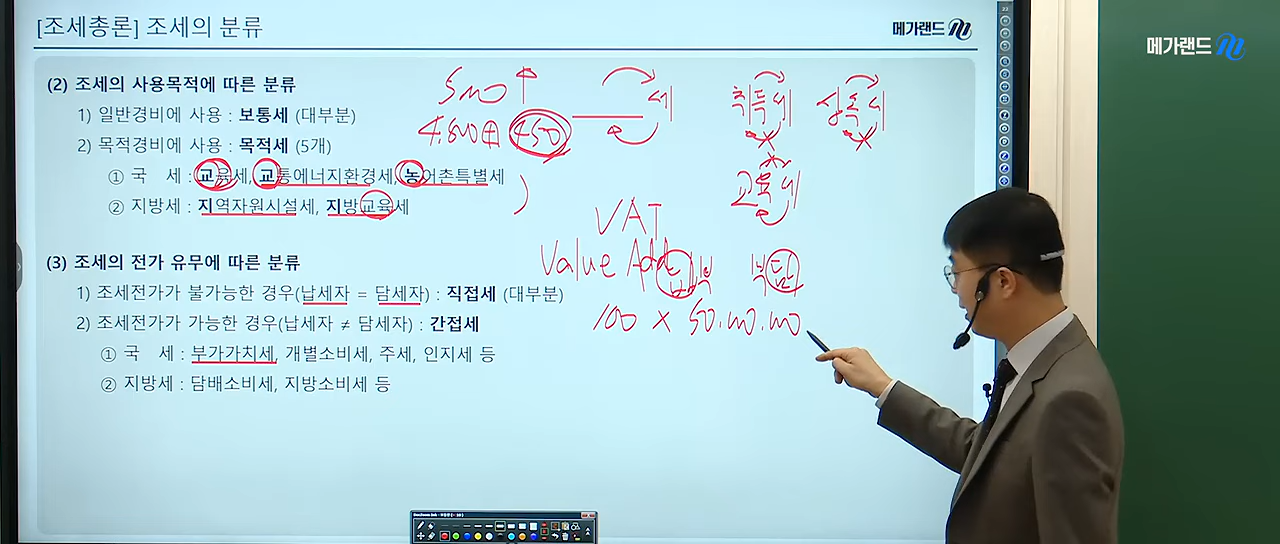 [조세총론] 조세의 분류
메가랜드
메가랜드
(2) 조세의 사용목적에 따른 분류
1) 일반경비에 사용 : 보통세 (대부분)
2) 목적경비에 사용 : 목적세 (5개)
① 국 세 : 교육세, 교통에너지환경세, 농어촌특별세
② 지방세 : 지역자원시설세, 지방교육세
(3) 조세의 전가 유무에 따른 분류
1) 조세전가가 불가능한 경우(납세자 = 담세자) : 직접세 (대부분)
2) 조세전가가 가능한 경우(납세자 ≠ 담세자) : 간접세
① 국 세 : 부가가치세, 개별소비세, 주세, 인지세 등
② 지방세 : 담배소비세, 지방소비세 등
세
취득세
상속세
450
교육세
VAT
Value Add
납부
부담
100 × 50.000.000